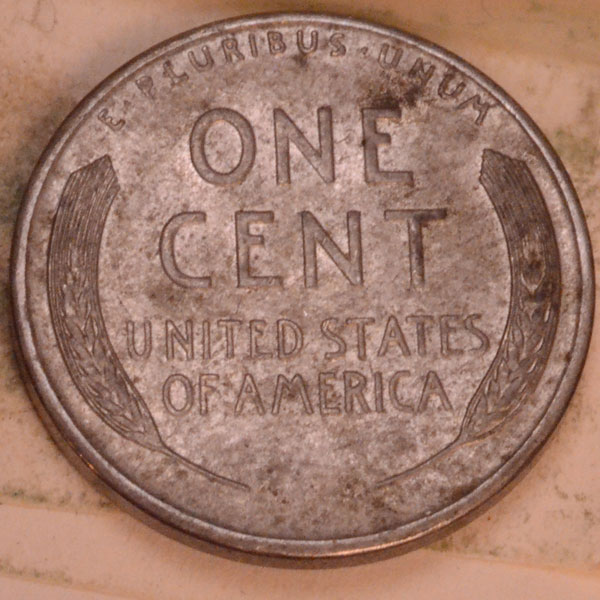 E · PLURIBUS · UNUM
ONE
CENT
UNITED STATES
OF AMERICA